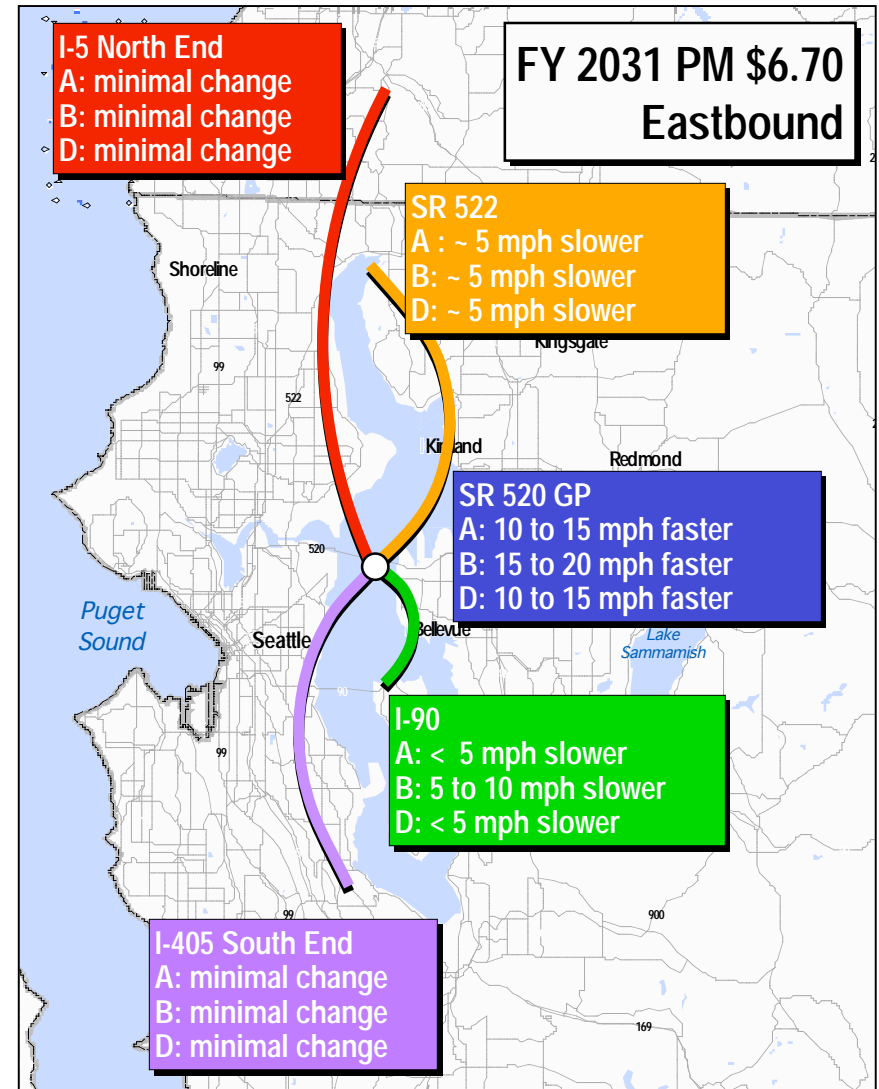 I-5 North End
A: minimal change
B: minimal change
D: minimal change
FY 2031 PM $6.70
Eastbound
SR 522
A : ~ 5 mph slower
B: ~ 5 mph slower
D: ~ 5 mph slower
Shoreline
Kingsgate
99
522
Redmond
SR 520 GP
A: 10 to 15 mph faster
B: 15 to 20 mph faster
D: 10 to 15 mph faster
520
Puget
Sound
Seattle
Bellevue
Lake
Sammamish
90
I-90
A: < 5 mph slower
B: 5 to 10 mph slower
D: < 5 mph slower
99
99
900
I-405 South End
A: minimal change
B: minimal change
D: minimal change
169